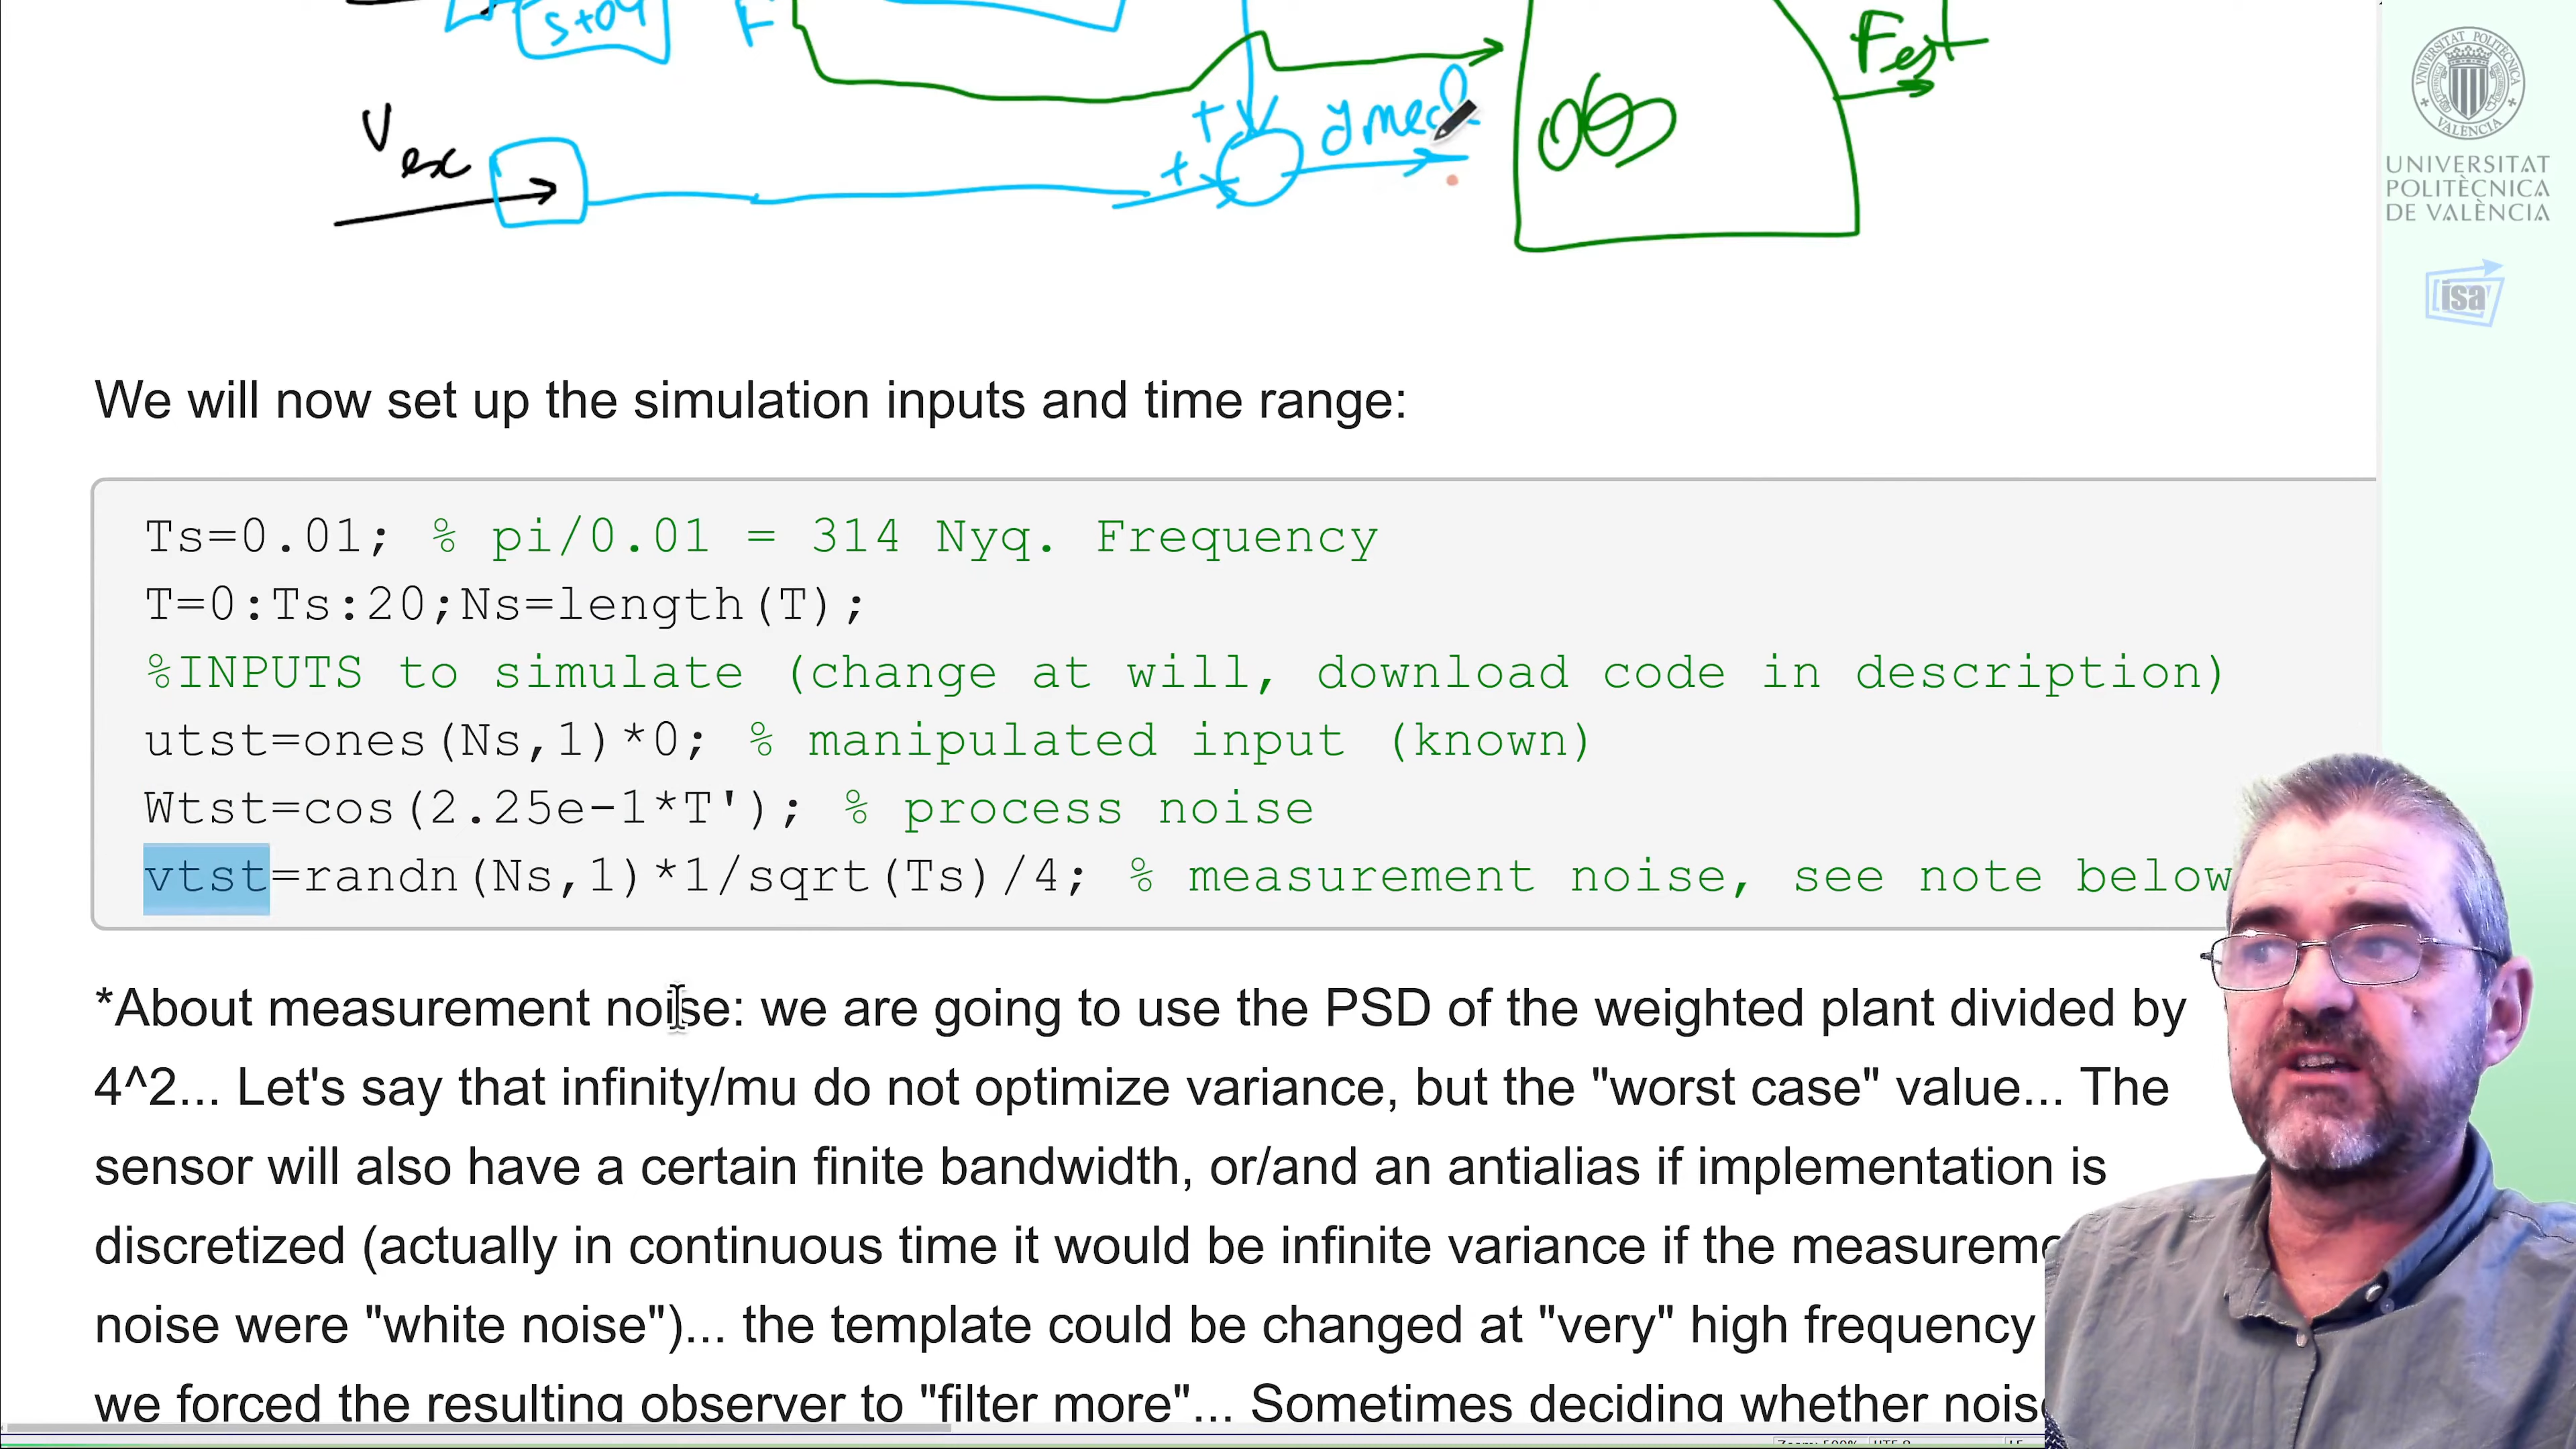 F
Fest
Vex
+
+
UNIVERSITAT
POLITÈCNICA
DE VALÈNCIA
isa
We will now set up the simulation inputs and time range:
Ts=0.01; % pi/0.01 = 314 Nyq. Frequency
T=0:Ts:20;Ns=length(T);
%INPUTS to simulate (change at will, download code in description)
utst=ones(Ns,1)*0; % manipulated input (known)
Wtst=cos(2.25e-1*T'); % process noise
vtst=randn(Ns,1)*1/sqrt(Ts)/4; % measurement noise, see note below
*About measurement noise: we are going to use the PSD of the weighted plant divided by
4^2... Let's say that infinity/mu do not optimize variance, but the "worst case" value... The
sensor will also have a certain finite bandwidth, or/and an antialias if implementation is
discretized (actually in continuous time it would be infinite variance if the
noise were "white noise")... the template could be changed at "very" high frequency
we forced the resulting observer to "filter more"... Sometimes deciding whether